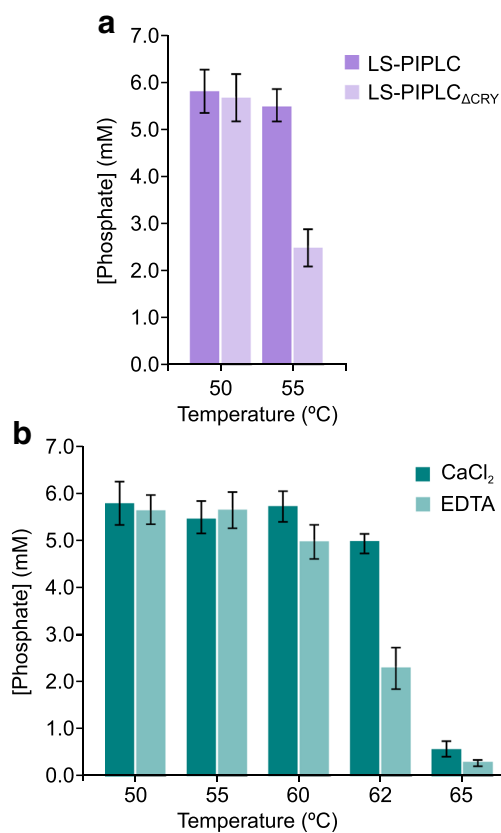 a
LS-PIPLC
LS-PIPLCΔCRY
7.0
6.0
5.0
4.0
3.0
2.0
1.0
0.0
[Phosphate] (mM)
50 55
Temperature (ºC)
b
CaCl₂
EDTA
7.0
6.0
5.0
4.0
3.0
2.0
1.0
0.0
[Phosphate] (mM)
50 55 60 62 65
Temperature (ºC)